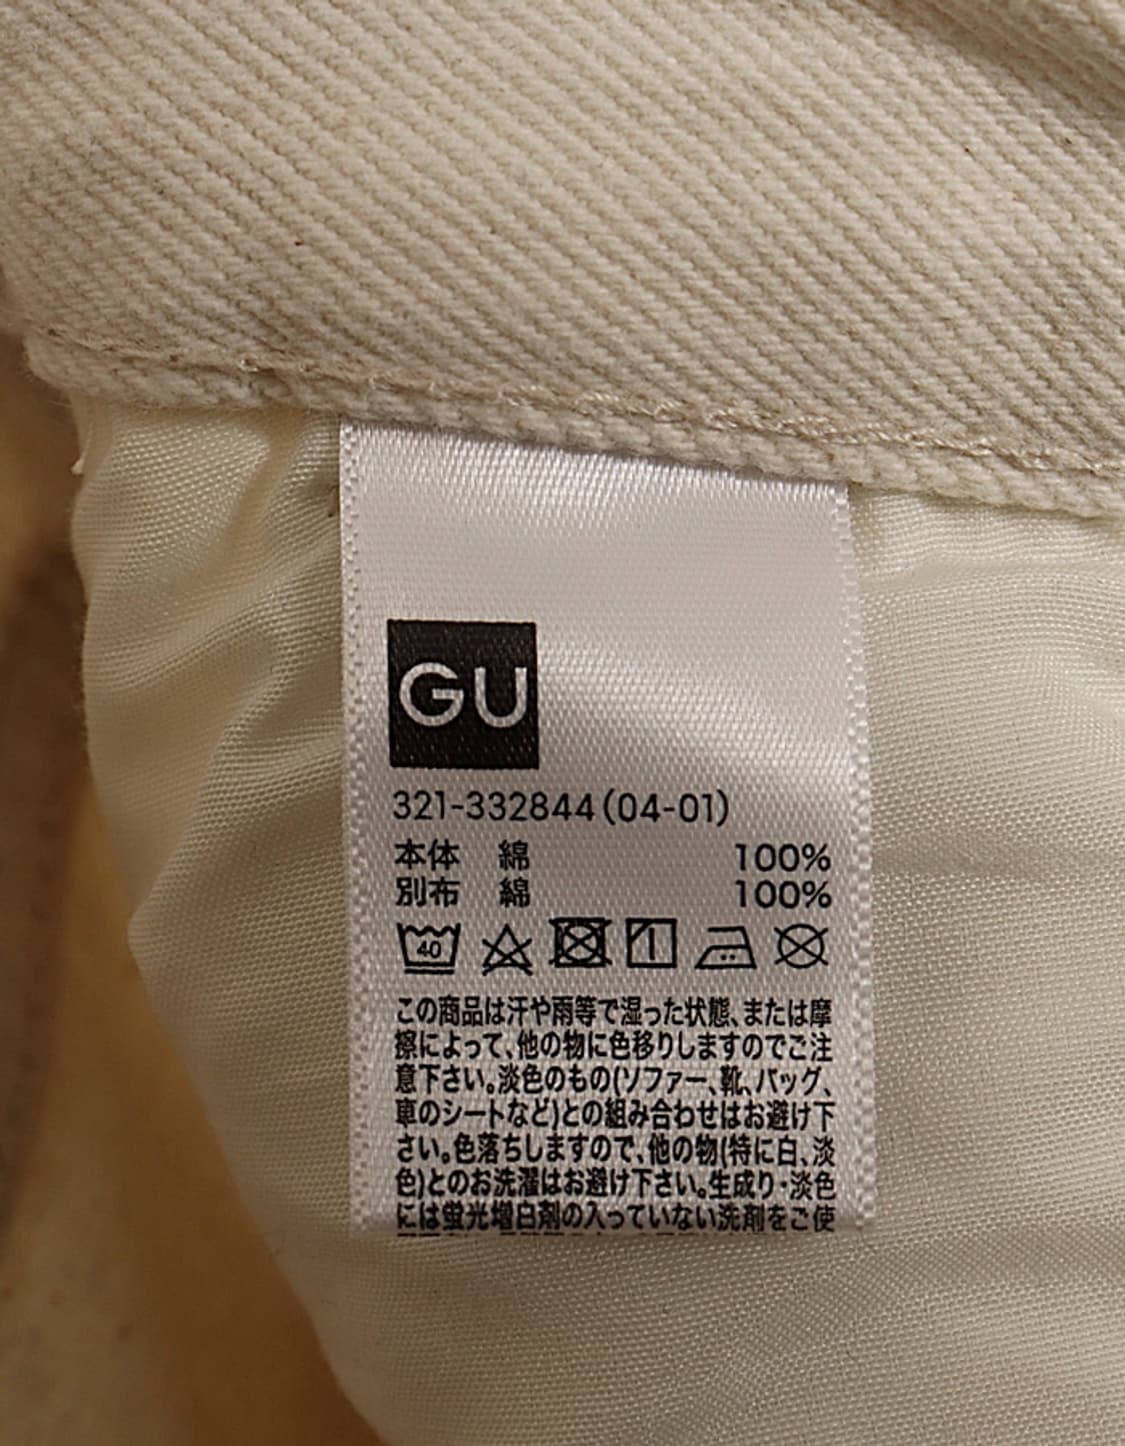 GU
321-332844(04-01)
本体 綿 100%
別布 綿 100%
40
この商品は汗や雨等で湿った状態、または摩
擦によって、他の物に色移りしますのでご注
意下さい。淡色のもの(ソファー、靴、バッグ、
車のシートなど)との組み合わせはお避け下
さい。色落ちしますので、他の物(特に白、淡
色)とのお洗濯はお避け下さい。生成り・淡色
には蛍光増白剤の入っていない洗剤をご使